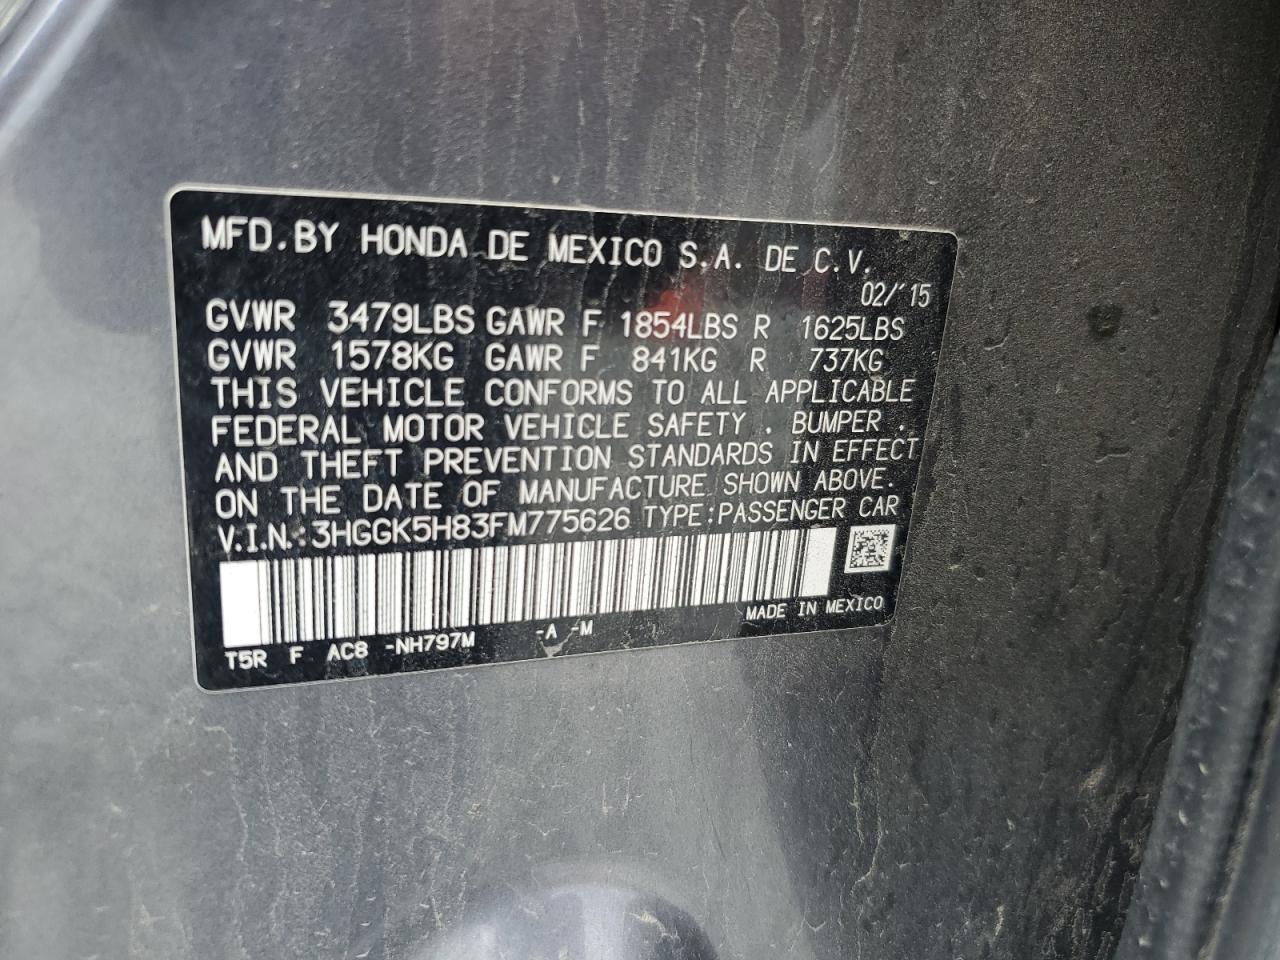 MFD.BY HONDA DE MEXICO S.A. DE C.V.
02/'15
GVWR 3479LBS GAWR F 1854LBS R 1625LBS
GVWR 1578KG GAWR F 841KG R 737KG
THIS VEHICLE CONFORMS TO ALL APPLICABLE
FEDERAL MOTOR VEHICLE SAFETY . BUMPER .
AND THEFT PREVENTION STANDARDS IN EFFECT
ON THE DATE OF MANUFACTURE SHOWN ABOVE.
V.I.N.:3HGGK5H83FM775626 TYPE:PASSENGER CAR
MADE IN MEXICO
T5R F AC8 -NH797M -A -M